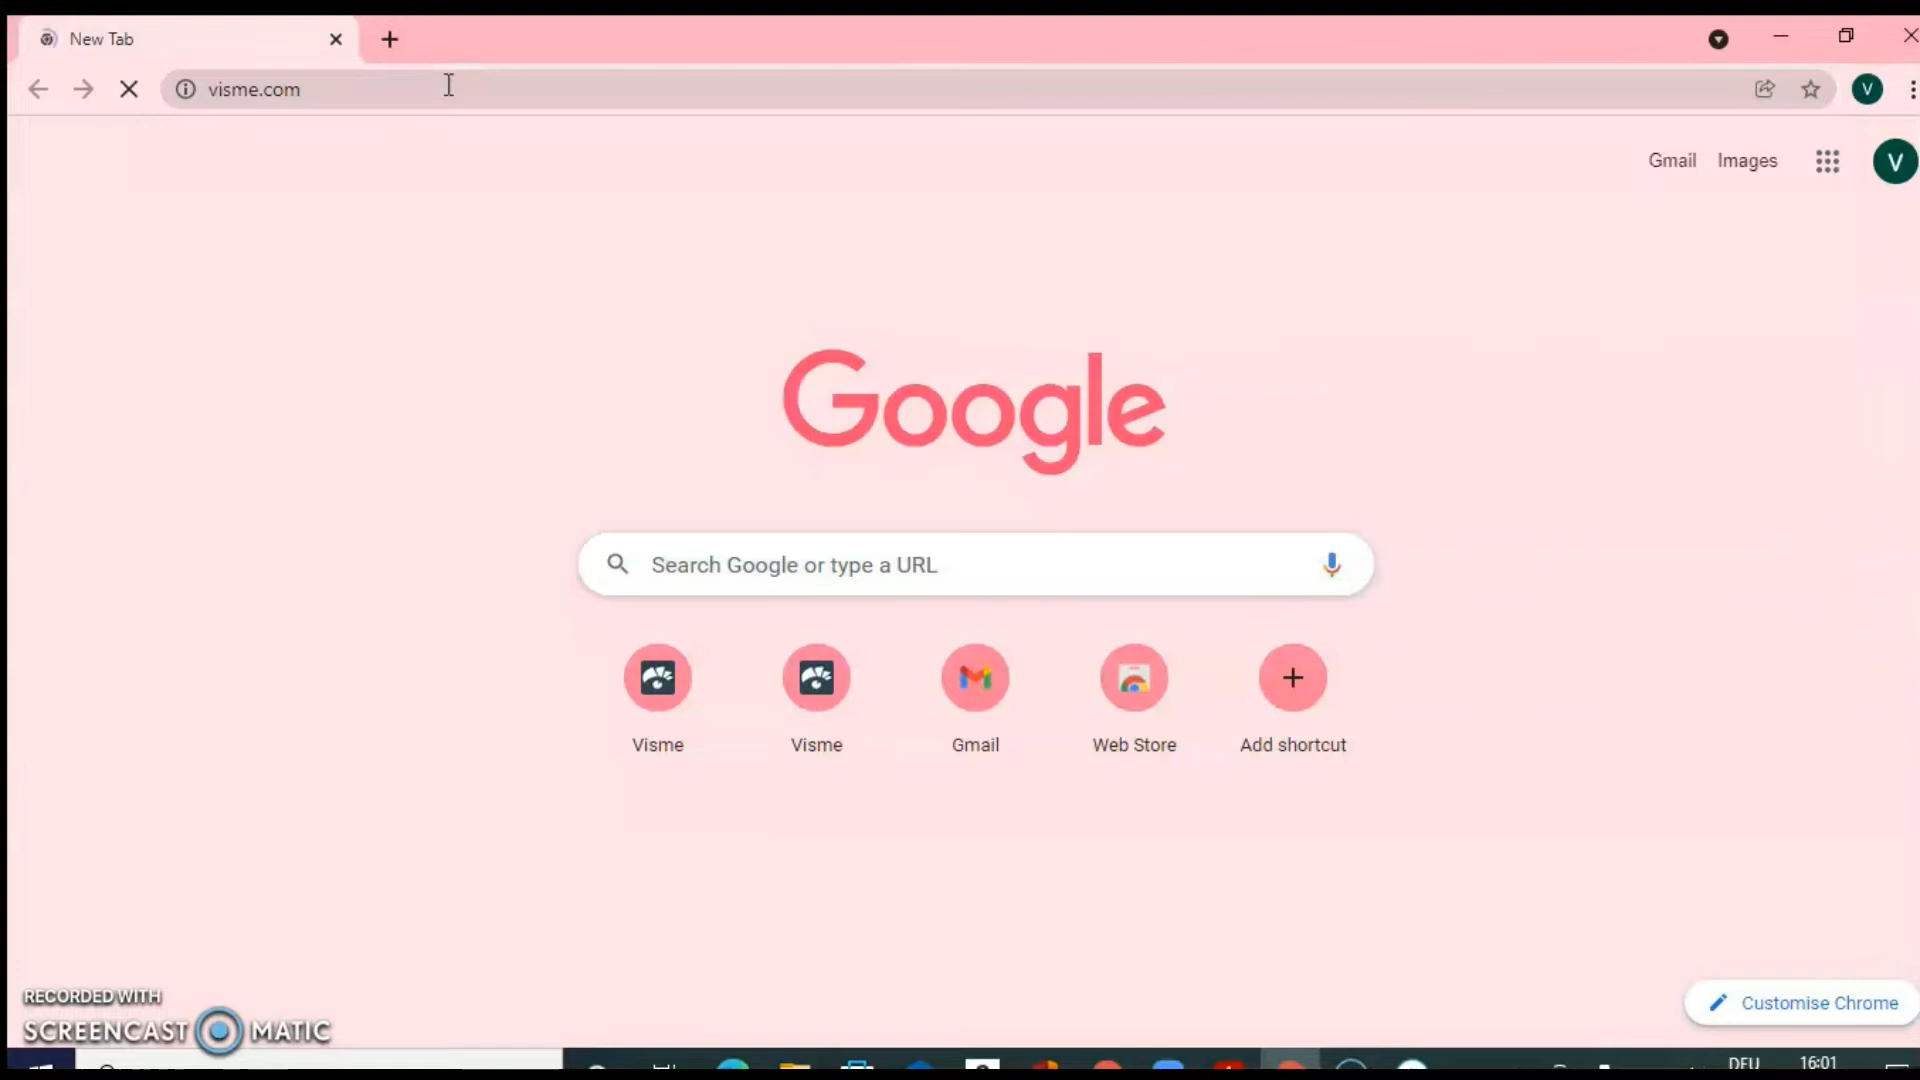 New Tab
visme.com
V
Gmail Images
V
Google
Search Google or type a URL
Visme Visme Gmail Web Store Add shortcut
Customise Chrome
RECORDED WITH
SCREENCAST MATIC
DEU 16:01